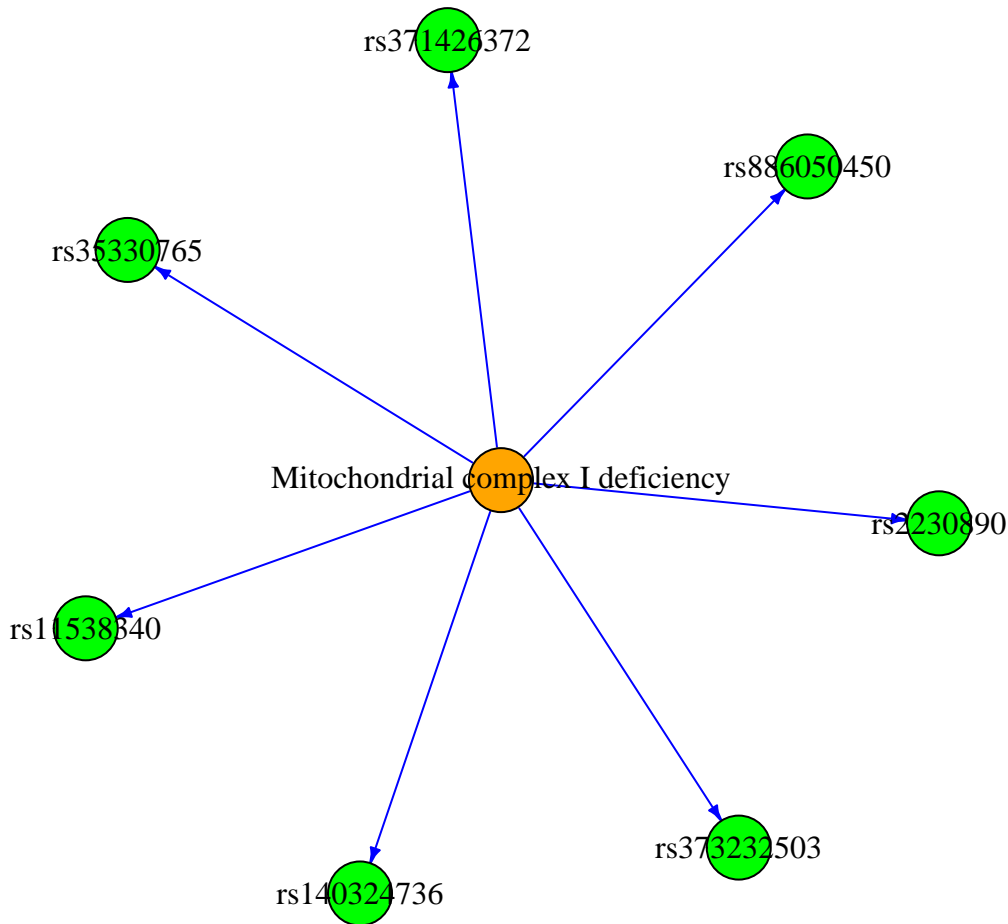 rs371426372
rs886050450
rs35330765
Mitochondrial complex I deficiency
rs2230890
rs11538340
rs373232503
rs140324736